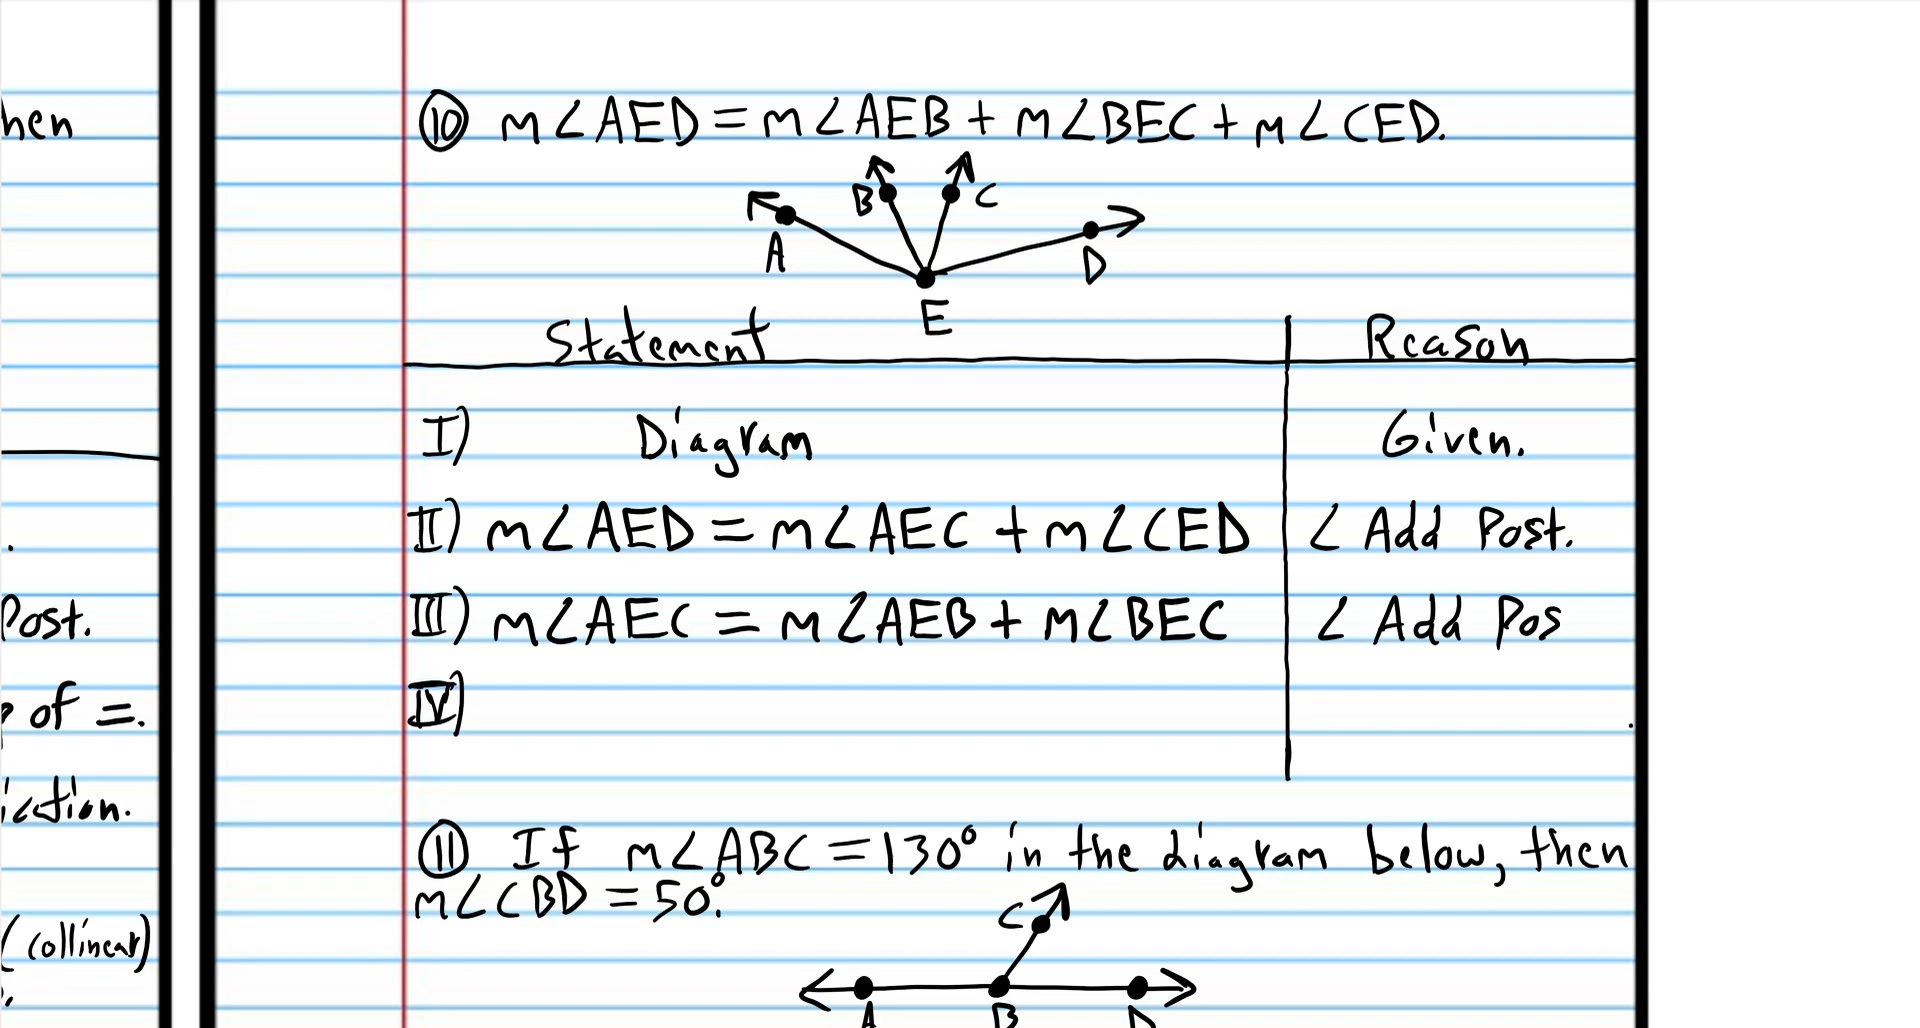 hen
.
Post.
of =.
(collinear)
⑩ m∠AED = m∠AEB + m∠BEC + m∠CED.
B C
A D
E
Statement Reason
I) Diagram Given.
II) m∠AED = m∠AEC + m∠CED ∠ Add Post.
III) m∠AEC = m∠AEB + m∠BEC ∠ Add Pos
IV)
⑪ If m∠ABC = 130° in the diagram below, then
m∠CBD = 50°.
C
A B D